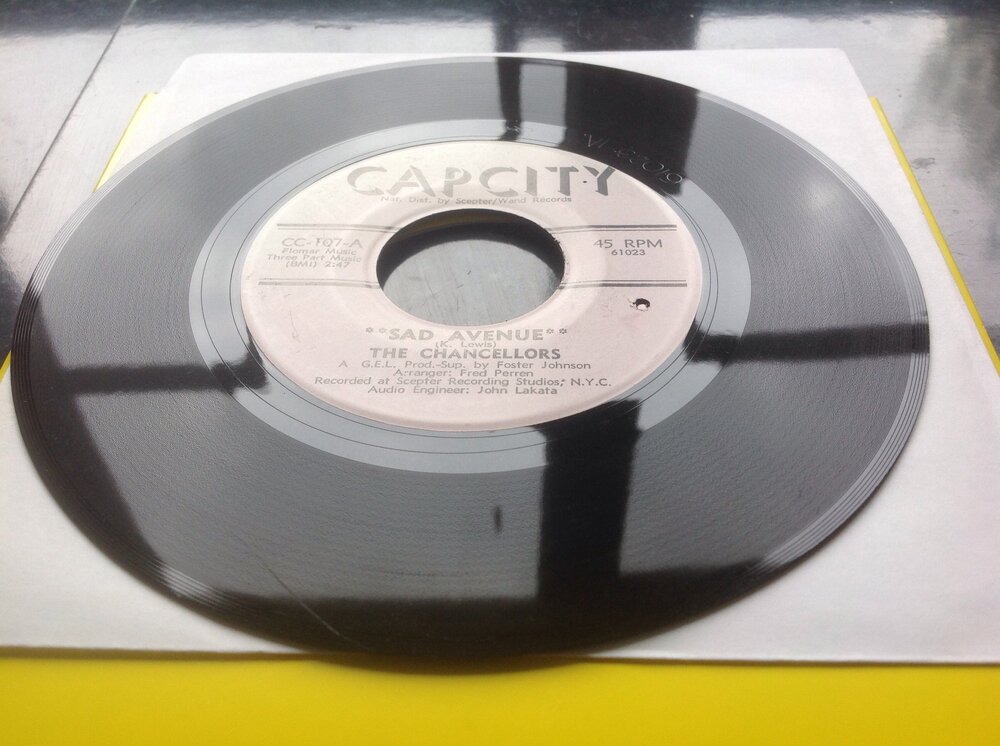 CAPCITY
Nat. Dist. by Scepter/Wand Records
CC-107-A
Flomar Music
Three Part Music
(BMI) 2:47
45 RPM
61023
**SAD AVENUE**
(K. Lewis)
THE CHANCELLORS
A G.E.L. Prod.-Sup. by Foster Johnson
Arranger: Fred Perren
Recorded at Scepter Recording Studios, N.Y.C.
Audio Engineer: John Lakata